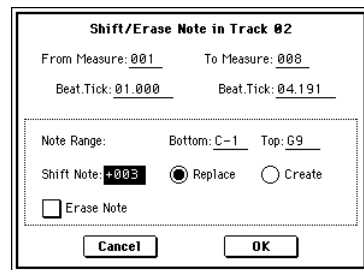 Shift/Erase Note in Track 02
From Measure: 001 To Measure: 008
Beat.Tick: 01.000 Beat.Tick: 04.191
Note Range: Bottom: C-1 Top: G9
Shift Note: +003 Replace Create
Erase Note
Cancel OK